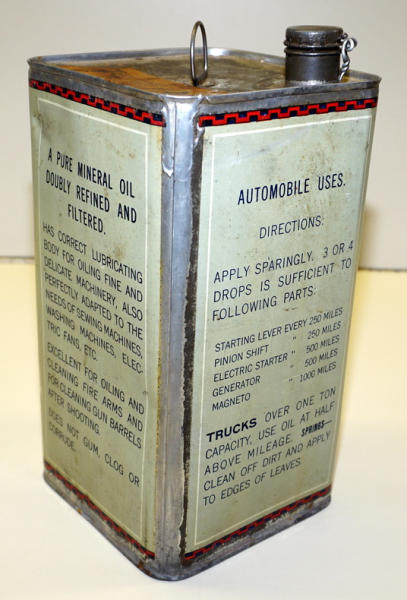 A PURE MINERAL OIL
DOUBLY REFINED AND
FILTERED.
HAS CORRECT LUBRICATING
BODY FOR OILING FINE AND
DELICATE MACHINERY, ALSO
PERFECTLY ADAPTED TO THE
NEEDS OF SEWING MACHINES,
WASHING MACHINES, ELEC-
TRIC FANS, ETC.
EXCELLENT FOR OILING AND
CLEANING FIRE ARMS AND
FOR CLEANING GUN BARRELS
AFTER SHOOTING.
DOES NOT GUM, CLOG OR
CORRODE.
AUTOMOBILE USES.
DIRECTIONS:
APPLY SPARINGLY. 3 OR 4
DROPS IS SUFFICIENT TO
FOLLOWING PARTS:
STARTING LEVER EVERY 250 MILES
PINION SHIFT " 250 MILES
ELECTRIC STARTER " 500 MILES
GENERATOR " 500 MILES
MAGNETO " 1000 MILES
TRUCKS OVER ONE TON
CAPACITY, USE OIL AT HALF
ABOVE MILEAGE. SPRINGS—
CLEAN OFF DIRT AND APPLY
TO EDGES OF LEAVES.